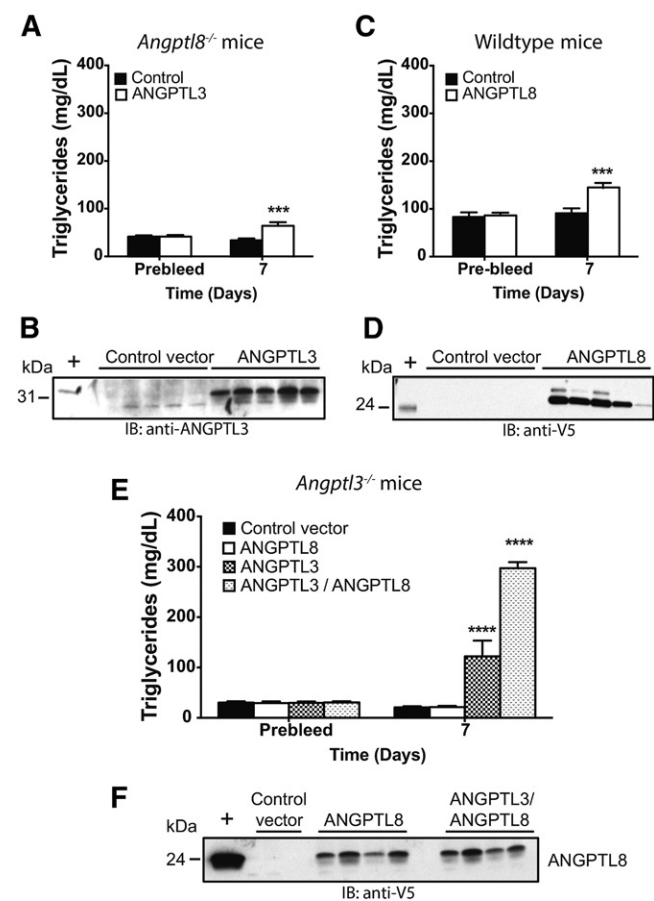 A
Angptl8-/- mice
Triglycerides (mg/dL)
400
300
200
100
0
Control
ANGPTL3
***
Prebleed
7
Time (Days)
C
Wildtype mice
Triglycerides (mg/dL)
400
300
200
100
0
Control
ANGPTL8
***
Pre-bleed
7
Time (Days)
B
kDa
+
Control vector
ANGPTL3
31
IB: anti-ANGPTL3
D
kDa
+
Control vector
ANGPTL8
24
IB: anti-V5
E
Angptl3-/- mice
Triglycerides (mg/dL)
400
300
200
100
0
Control vector
ANGPTL8
ANGPTL3
ANGPTL3 / ANGPTL8
****
****
Prebleed
7
Time (Days)
F
kDa
+
Control
vector
ANGPTL8
ANGPTL3/
ANGPTL8
24
ANGPTL8
IB: anti-V5